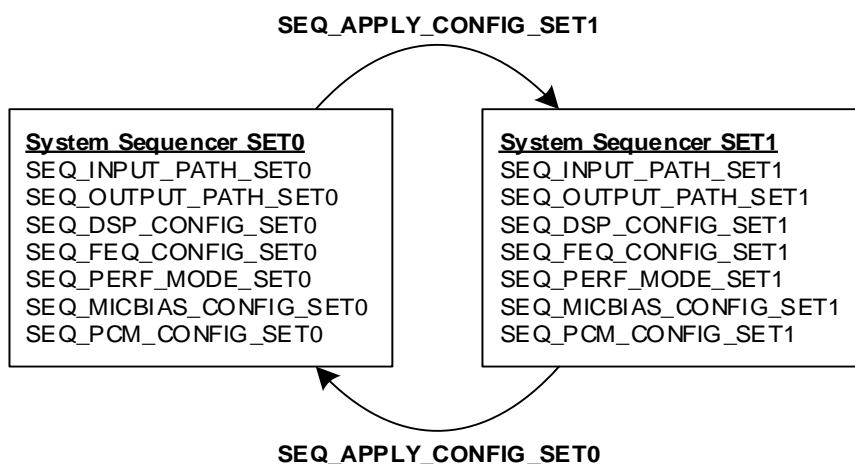 SEQ_APPLY_CONFIG_SET1
System Sequencer SET0
SEQ_INPUT_PATH_SET0
SEQ_OUTPUT_PATH_SET0
SEQ_DSP_CONFIG_SET0
SEQ_FEQ_CONFIG_SET0
SEQ_PERF_MODE_SET0
SEQ_MICBIAS_CONFIG_SET0
SEQ_PCM_CONFIG_SET0
System Sequencer SET1
SEQ_INPUT_PATH_SET1
SEQ_OUTPUT_PATH_SET1
SEQ_DSP_CONFIG_SET1
SEQ_FEQ_CONFIG_SET1
SEQ_PERF_MODE_SET1
SEQ_MICBIAS_CONFIG_SET1
SEQ_PCM_CONFIG_SET1
SEQ_APPLY_CONFIG_SET0